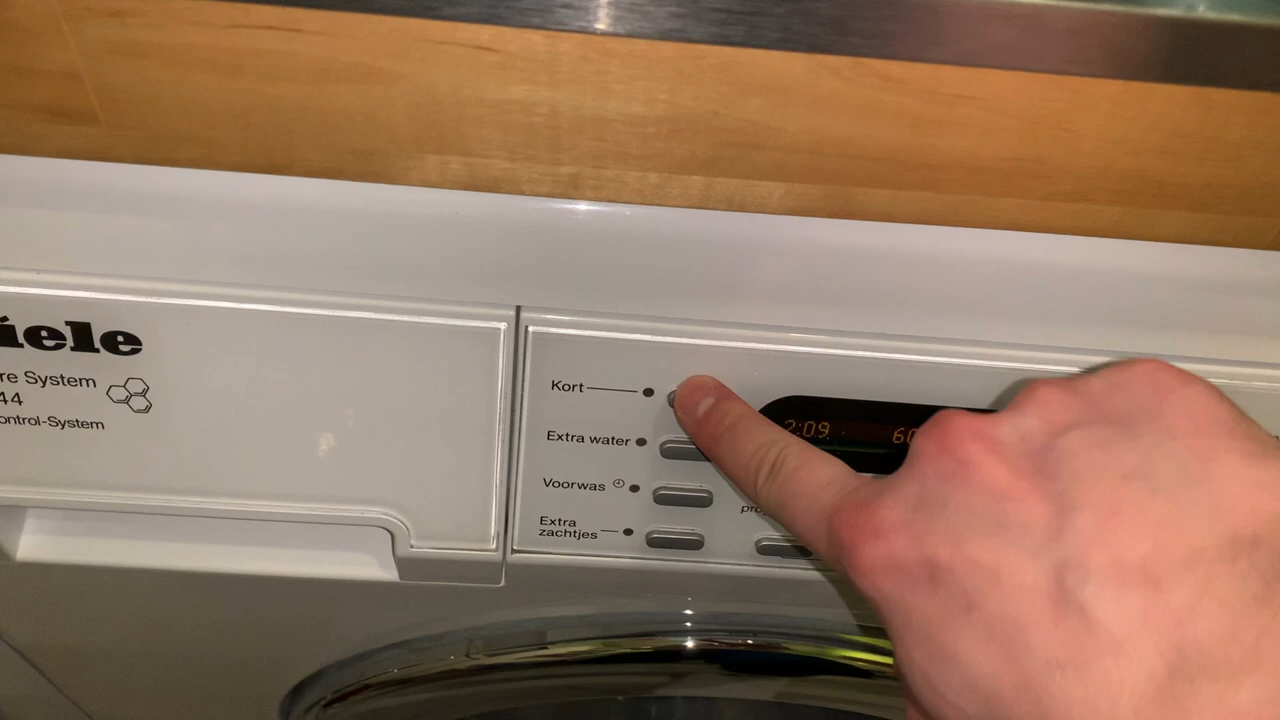 iele
re System
44
ontrol-System
Kort
Extra water
Voorwas
Extra
zachtjes
2:09
60